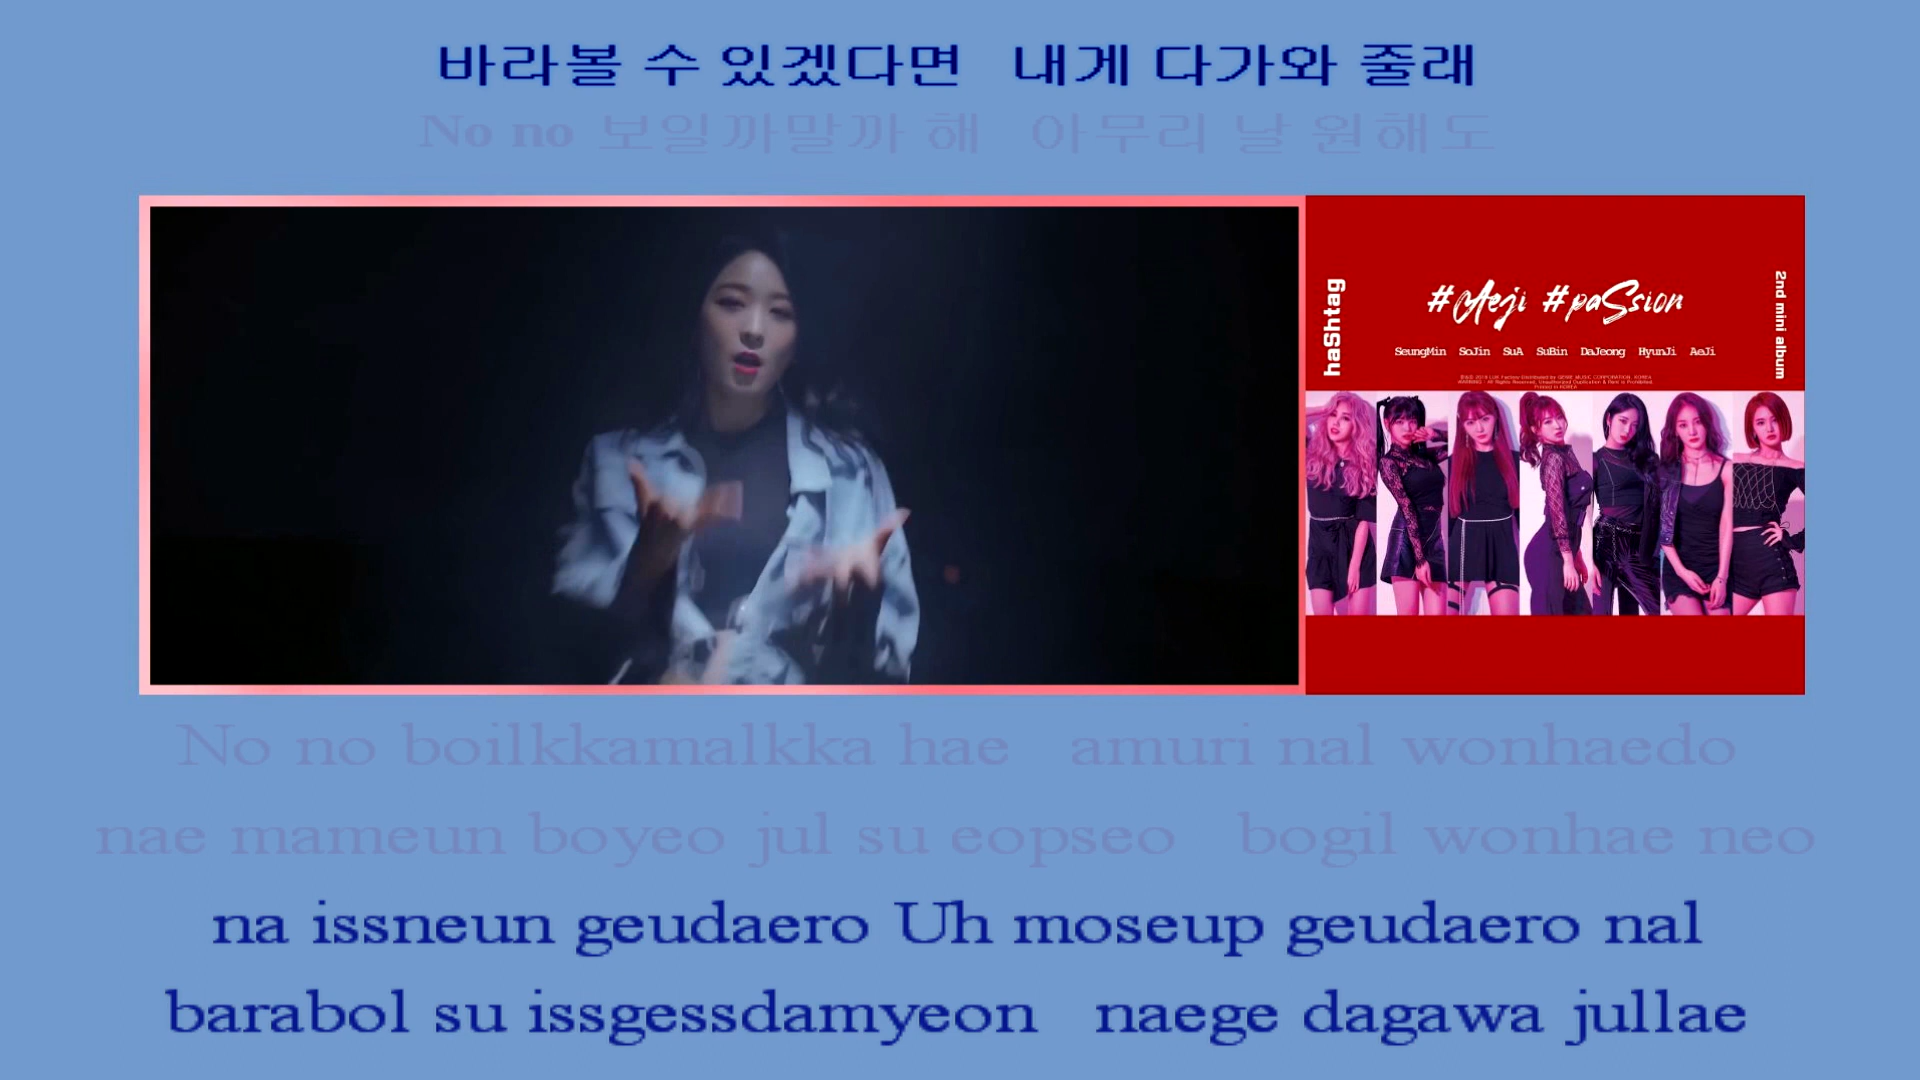 바라볼 수 있겠다면 내게 다가와 줄래
No no 보일까말까 해 아무리 날 원해도
haShtag
#Aeji #paSsion
2nd mini album
SeungMin SoJin SuA SuBin DaJeong HyunJi AeJi
No no boilkkamalkka hae amuri nal wonhaedo
nae mameun boyeo jul su eopseo bogil wonhae neo
na issneun geudaero Uh moseup geudaero nal
barabol su issgessdamyeon naege dagawa jullae